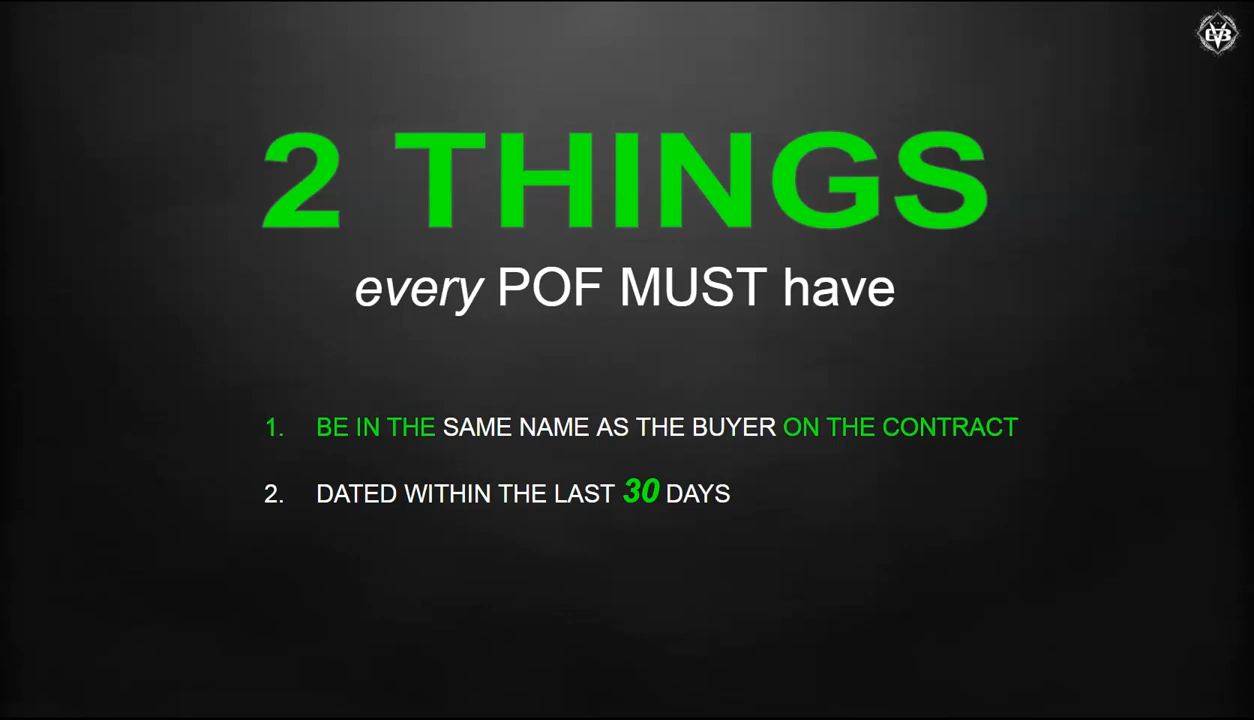 2 THINGS
every POF MUST have
1. BE IN THE SAME NAME AS THE BUYER ON THE CONTRACT
2. DATED WITHIN THE LAST 30 DAYS